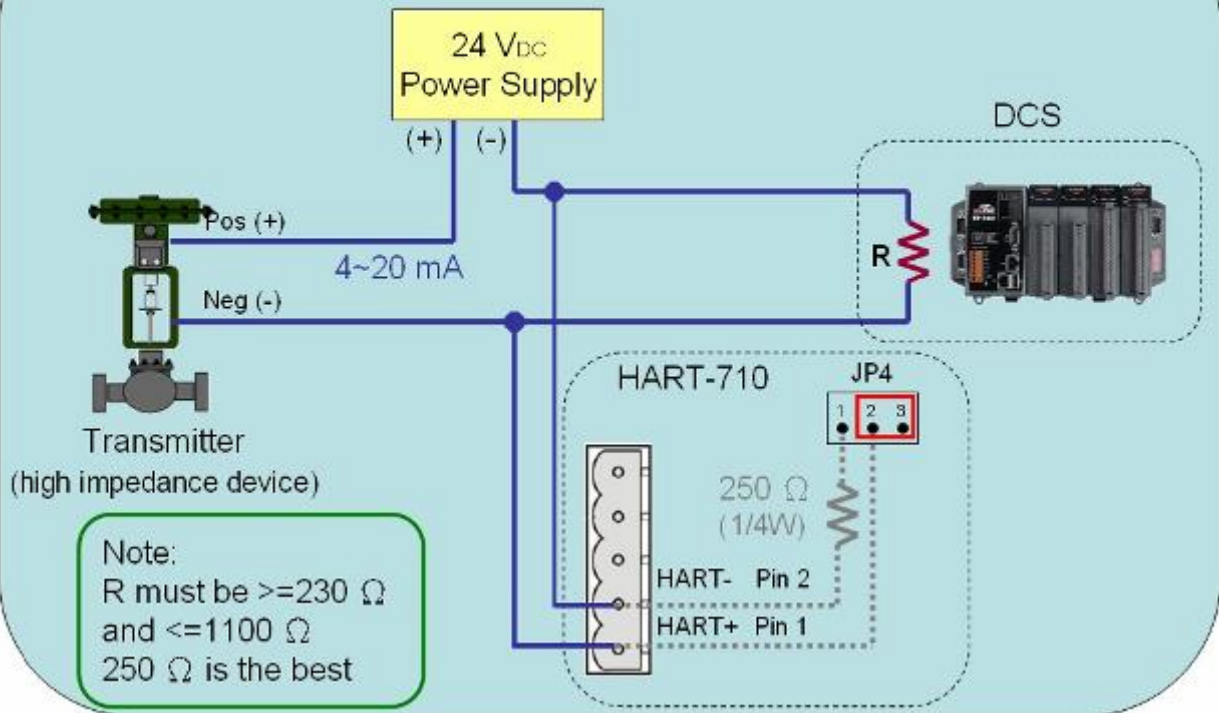 24 VDC
Power Supply
(+) (-)
DCS
Pos (+)
4~20 mA
R
Neg (-)
HART-710
JP4
1 2 3
Transmitter
(high impedance device)
250 Ω
(1/4W)
HART- Pin 2
HART+ Pin 1
Note:
R must be >=230 Ω
and <=1100 Ω
250 Ω is the best